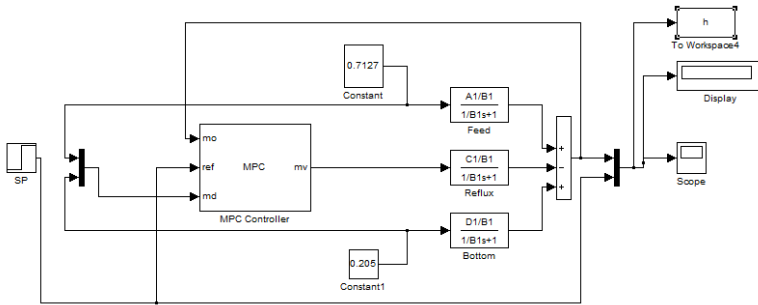 h
To Workspace4
0.7127
Constant
Display
A1/B1
1/B1s+1
Feed
SP
mo
ref
md
MPC
mv
MPC Controller
C1/B1
1/B1s+1
Reflux
+
−
+
Scope
D1/B1
1/B1s+1
Bottom
0.205
Constant1